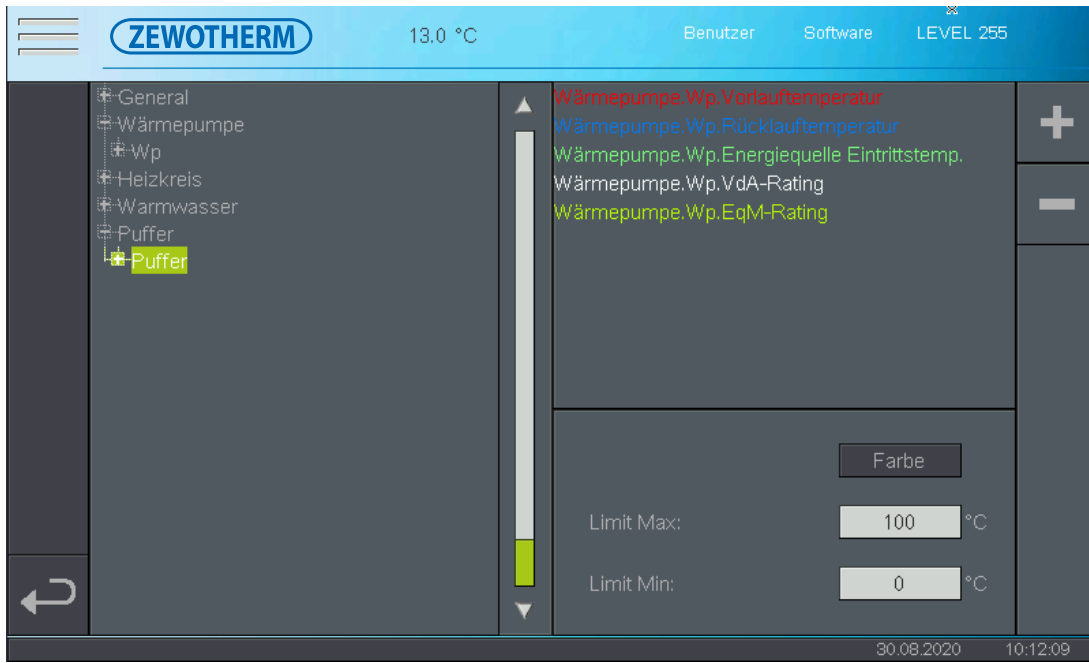 ZEWOTHERM
13.0 °C
Benutzer
Software
LEVEL 255
General
Wärmepumpe
Wp
Heizkreis
Warmwasser
Puffer
Puffer
Wärmepumpe.Wp.Vorlauftemperatur
Wärmepumpe.Wp.Rücklauftemperatur
Wärmepumpe.Wp.Energiequelle Eintrittstemp.
Wärmepumpe.Wp.VdA-Rating
Wärmepumpe.Wp.EqM-Rating
Farbe
Limit Max: 100 °C
Limit Min: 0 °C
30.08.2020 10:12:09